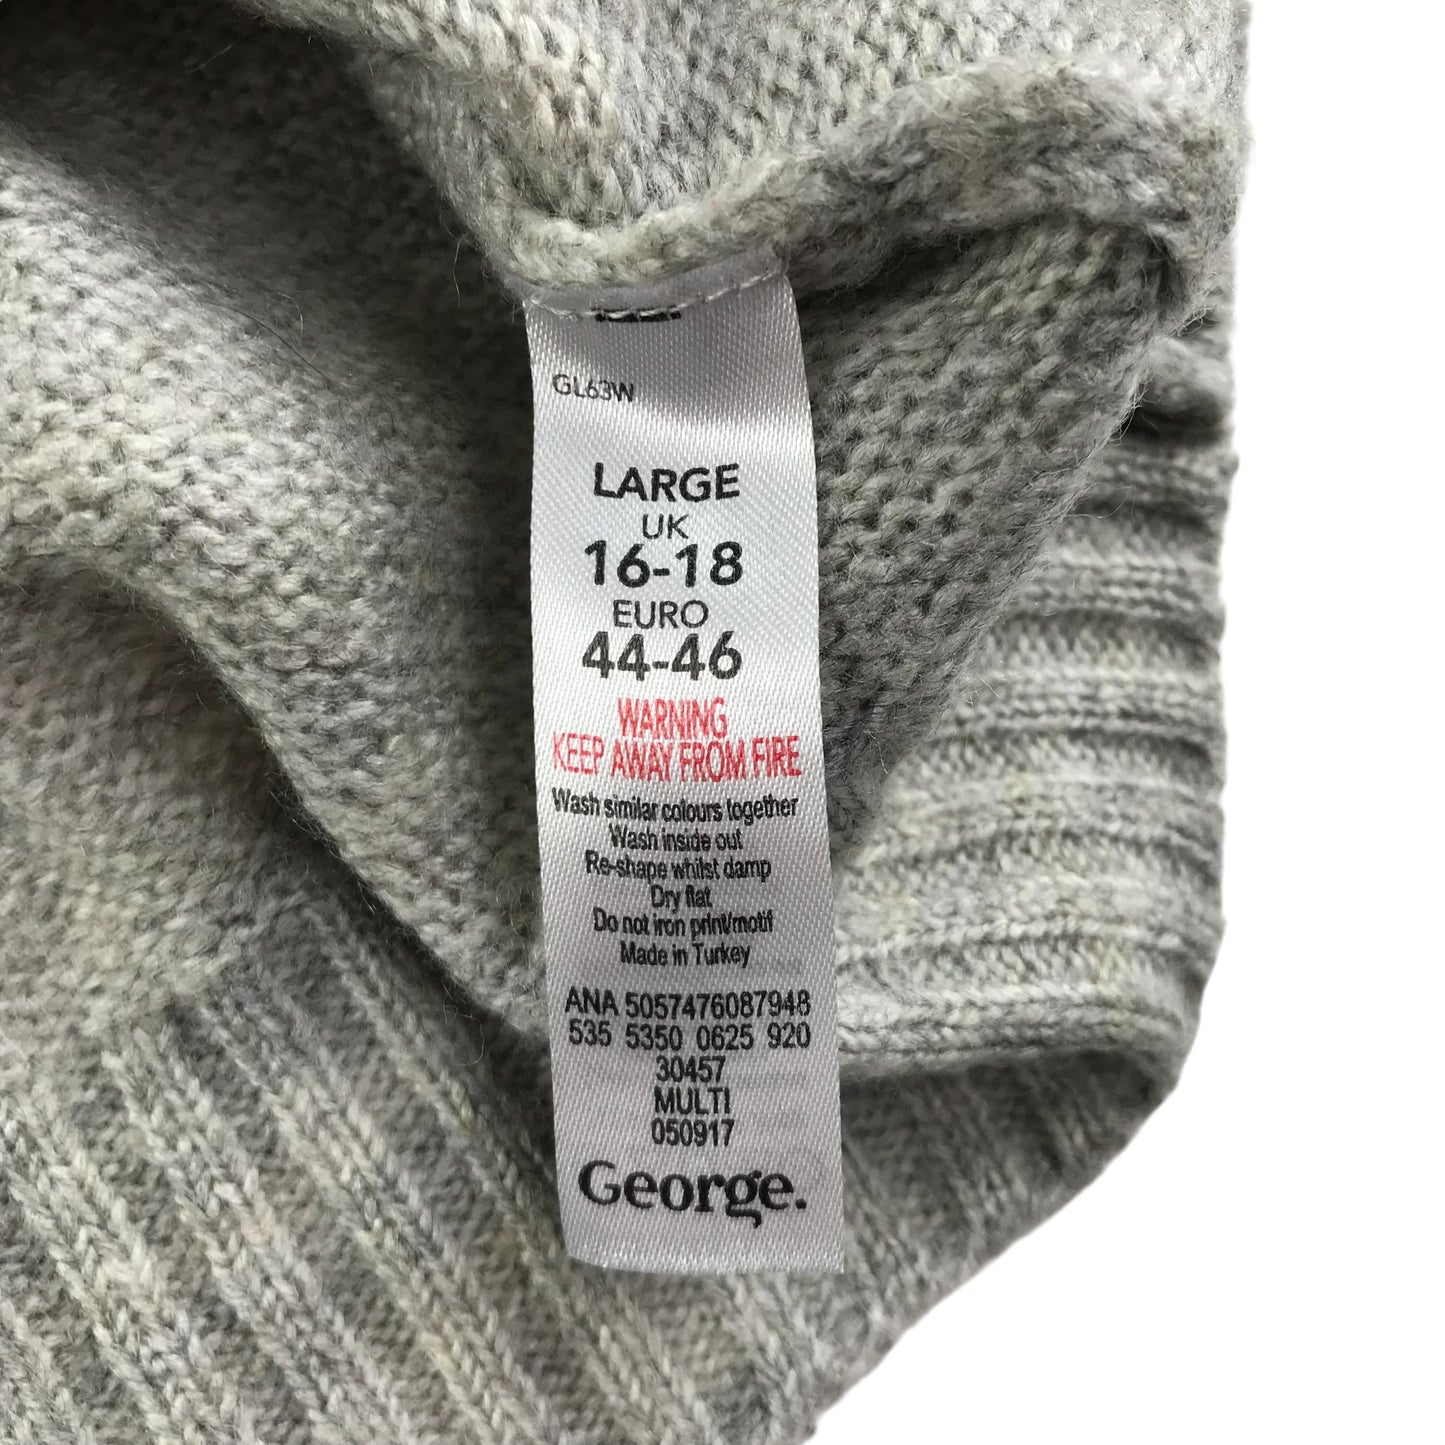 GL63W
LARGE
UK
16-18
EURO
44-46
WARNING
KEEP AWAY FROM FIRE
Wash similar colours together
Wash inside out
Re-shape whilst damp
Dry flat
Do not iron print/motif
Made in Turkey
ANA 5057476087948
535 5350 0625 920
30457
MULTI
050917
George.